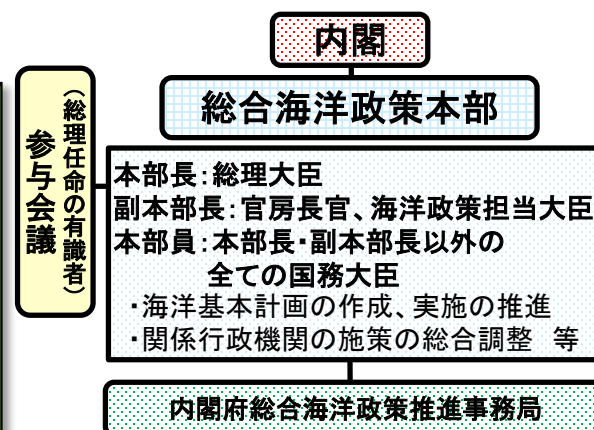 内閣
総合海洋政策本部
参与会議
（総理任命の有識者）
本部長：総理大臣
副本部長：官房長官、海洋政策担当大臣
本部員：本部長・副本部長以外の
全ての国務大臣
・海洋基本計画の作成、実施の推進
・関係行政機関の施策の総合調整　等
内閣府総合海洋政策推進事務局